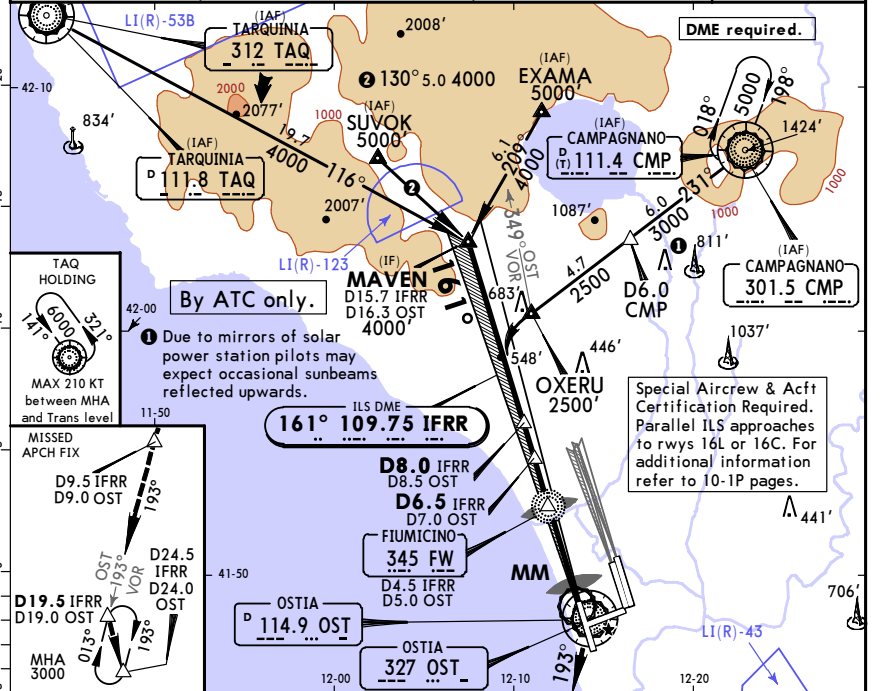 LI(R)-53B
(IAF)
TARQUINIA
312 TAQ
2008'
DME required.
42-10
2000
2077'
1000
❷ 130° 5.0 4000
(IAF)
EXAMA
5000'
018°
5000
198°
834'
19.7
4000
116°
(IAF)
SUVOK
5000'
❷
6.1
209°
4000
(IAF)
CAMPAGNANO
D
(T) 111.4 CMP
1424'
(IAF)
TARQUINIA
D 111.8 TAQ
2007'
349° OST
VOR
1087'
6.0
231°
3000
1000
1000
LI(R)-123
(IF)
MAVEN
D15.7 IFRR
D16.3 OST
4000'
161°
4.7
2500
❶
811'
D6.0
CMP
(IAF)
CAMPAGNANO
301.5 CMP
TAQ
HOLDING
141°
6000
321°
MAX 210 KT
between MHA
and Trans level
42-00
By ATC only.
❶ Due to mirrors of solar
power station pilots may
expect occasional sunbeams
reflected upwards.
683'
548'
446'
OXERU
2500'
1037'
ILS DME
161° 109.75 IFRR
Special Aircrew & Acft
Certification Required.
Parallel ILS approaches
to rwys 16L or 16C. For
additional information
refer to 10-1P pages.
11-50
MISSED
APCH FIX
D9.5 IFRR
D9.0 OST
193°
OST
193°
VOR
D24.5
IFRR
D24.0
OST
D19.5 IFRR
D19.0 OST
013°
193°
MHA
3000
D8.0 IFRR
D8.5 OST
D6.5 IFRR
D7.0 OST
FIUMICINO
345 FW
D4.5 IFRR
D5.0 OST
MM
441'
41-50
OSTIA
D 114.9 OST
OSTIA
327 OST
193°
706'
LI(R)-43
12-00
12-10
12-20